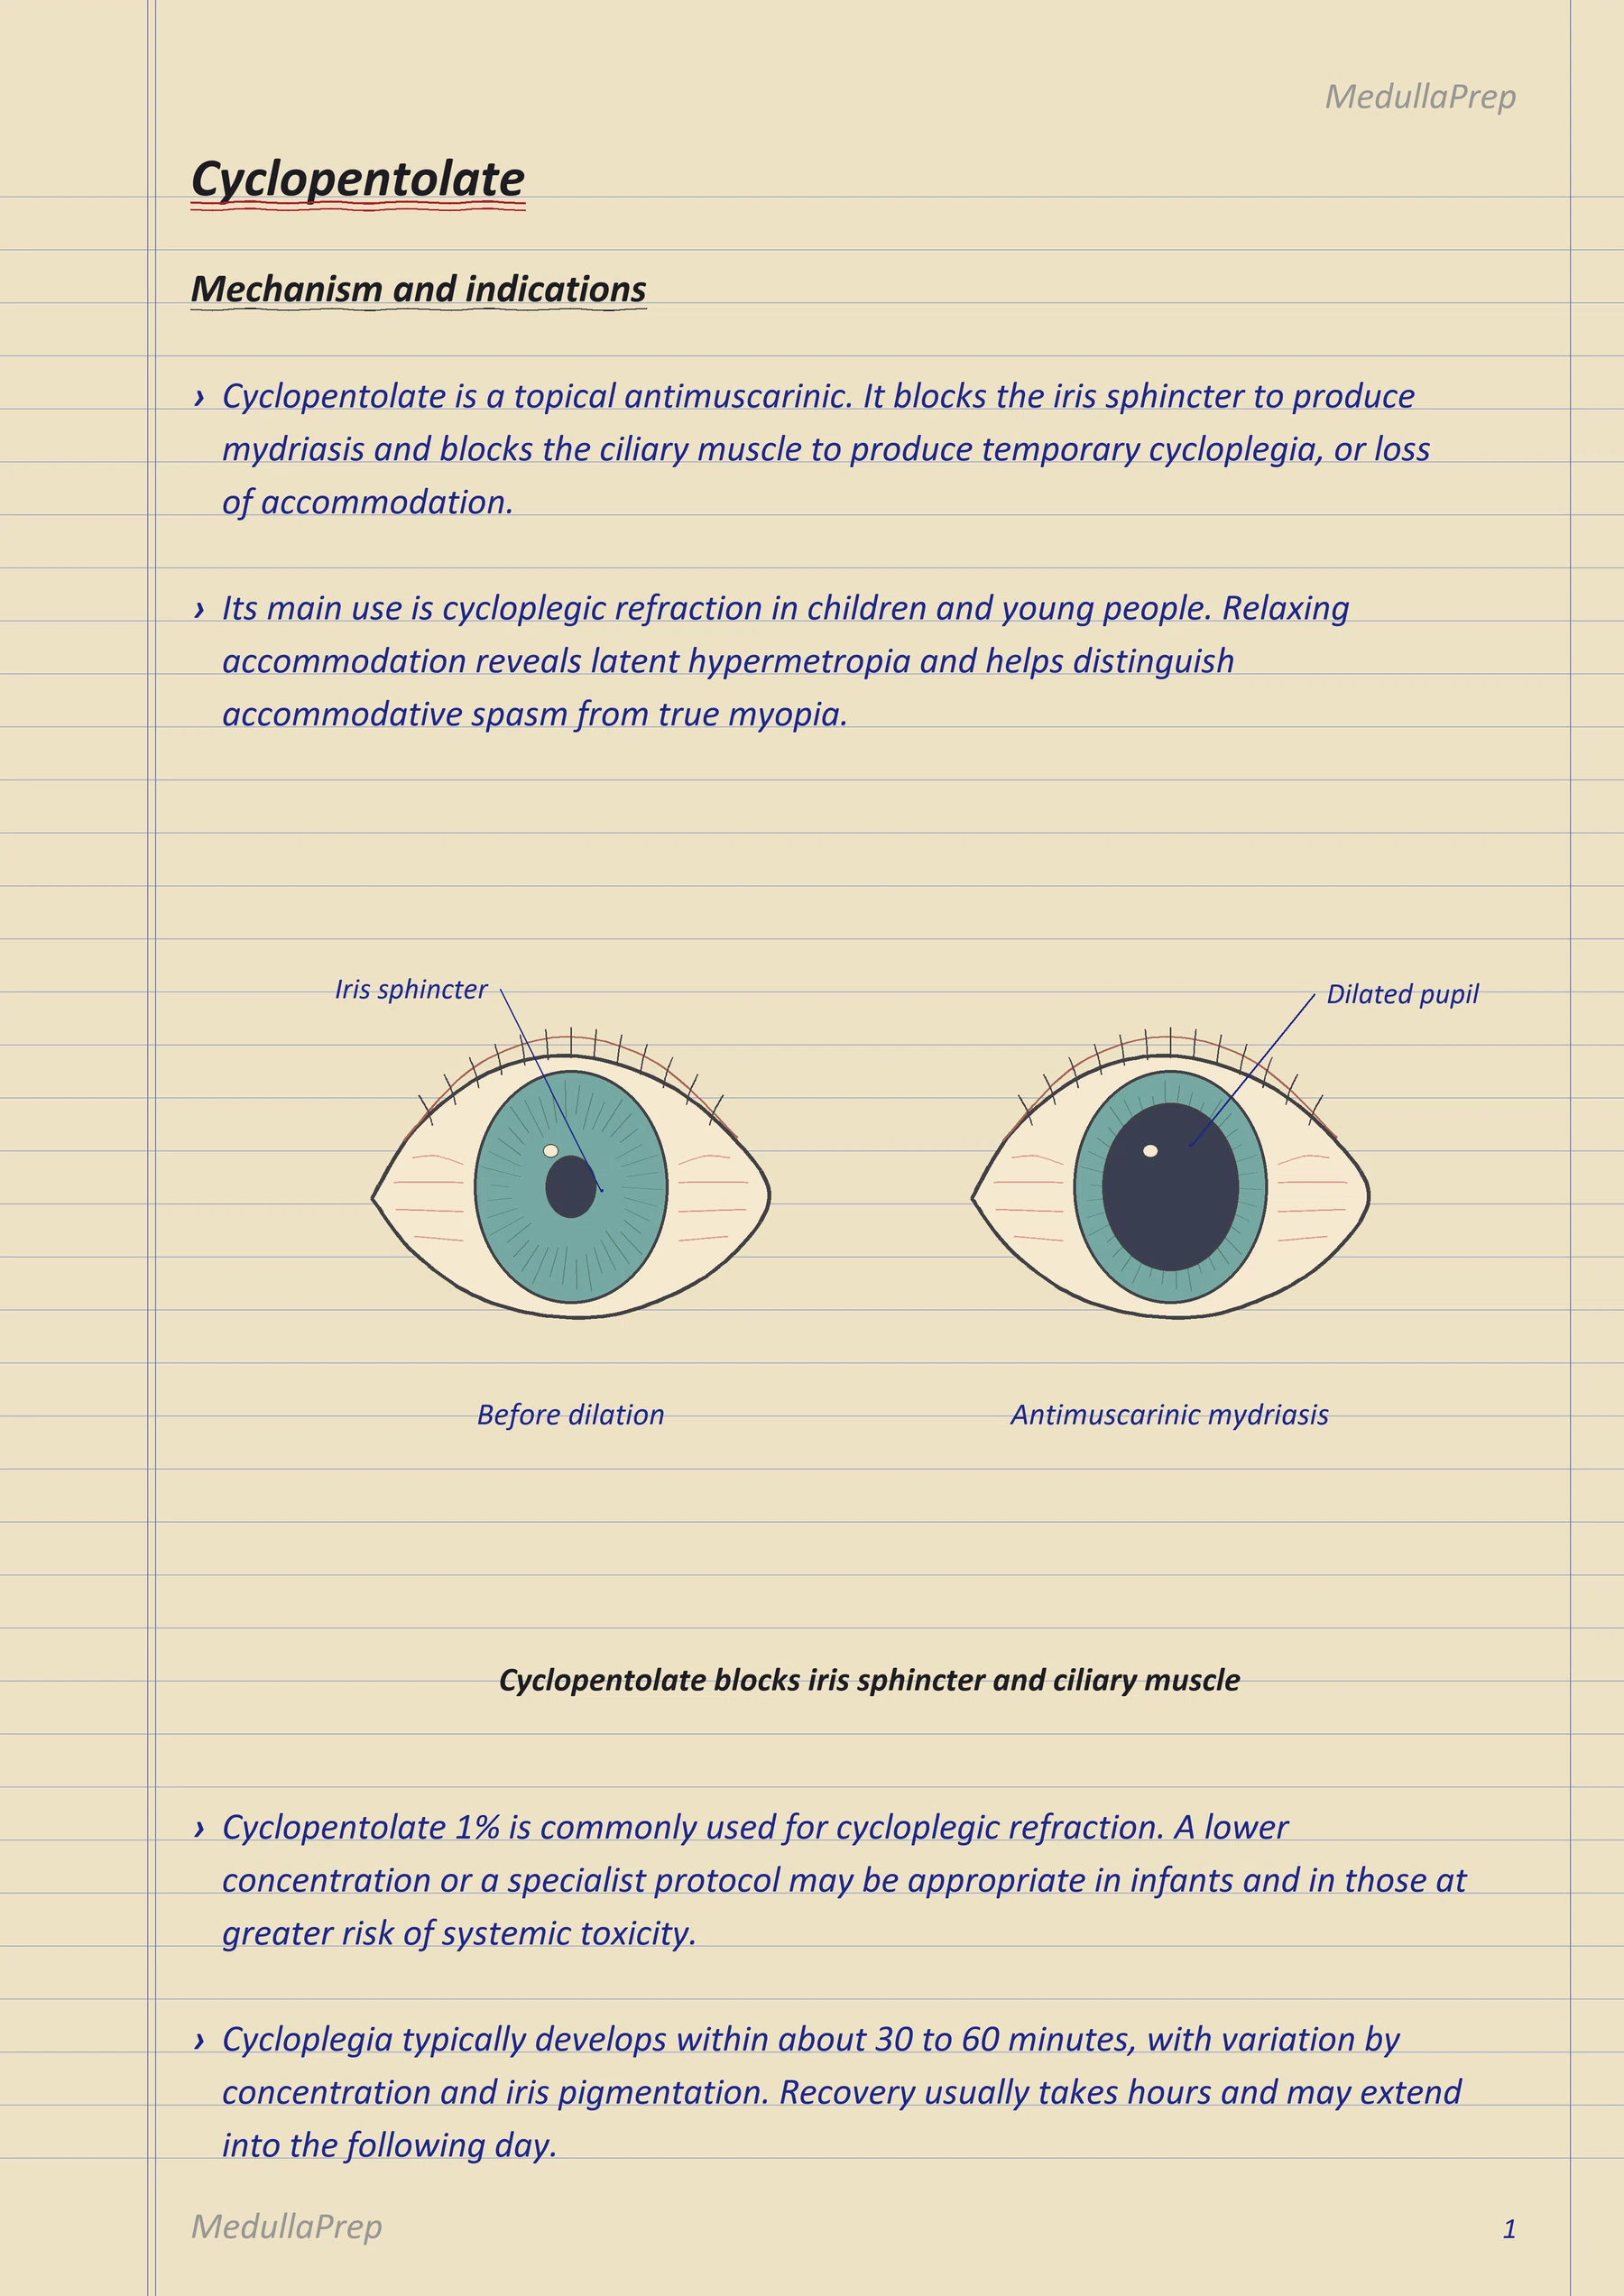 MedullaPrep
Cyclopentolate
Mechanism and indications
› Cyclopentolate is a topical antimuscarinic. It blocks the iris sphincter to produce
mydriasis and blocks the ciliary muscle to produce temporary cycloplegia, or loss
of accommodation.
› Its main use is cycloplegic refraction in children and young people. Relaxing
accommodation reveals latent hypermetropia and helps distinguish
accommodative spasm from true myopia.
Iris sphincter
Dilated pupil
Before dilation
Antimuscarinic mydriasis
Cyclopentolate blocks iris sphincter and ciliary muscle
› Cyclopentolate 1% is commonly used for cycloplegic refraction. A lower
concentration or a specialist protocol may be appropriate in infants and in those at
greater risk of systemic toxicity.
› Cycloplegia typically develops within about 30 to 60 minutes, with variation by
concentration and iris pigmentation. Recovery usually takes hours and may extend
into the following day.
MedullaPrep
1